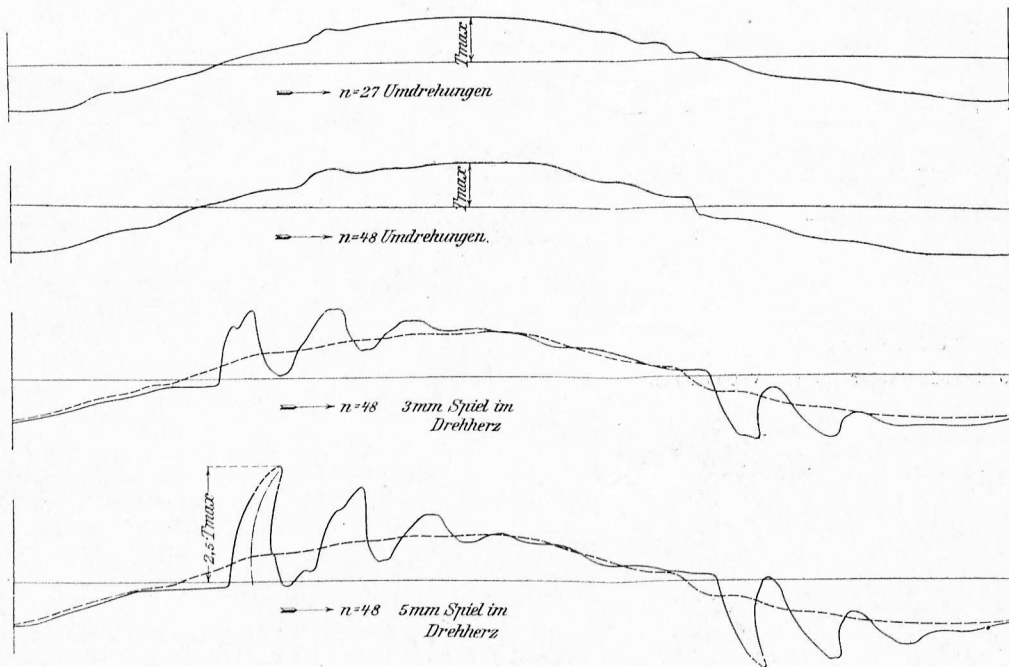 Tmax
n=27 Umdrehungen
Tmax
n=48 Umdrehungen.
n=48 3mm Spiel im
Drehherz
2,5 Tmax
n=48 5mm Spiel im
Drehherz